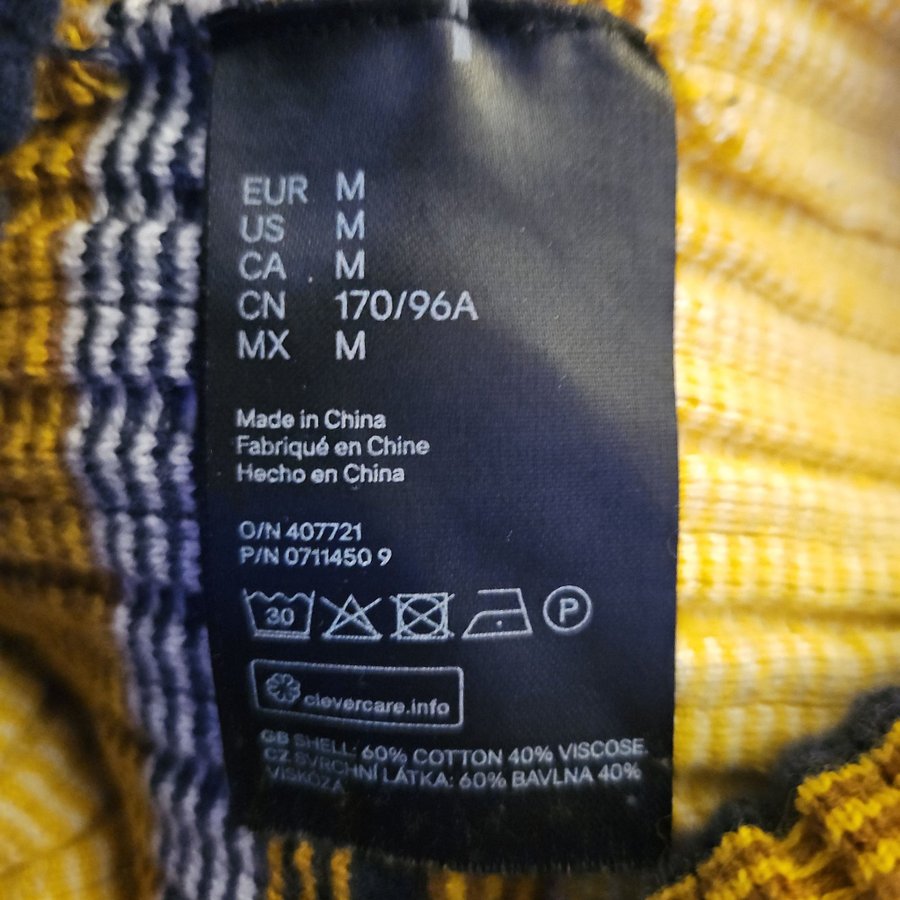 EUR M
US M
CA M
CN 170/96A
MX M
Made in China
Fabriqué en Chine
Hecho en China
O/N 407721
P/N 0711450 9
30 P
clevercare.info
GB SHELL: 60% COTTON 40% VISCOSE.
CZ SVRCHNÍ LÁTKA: 60% BAVLNA 40%
VISKÓZA